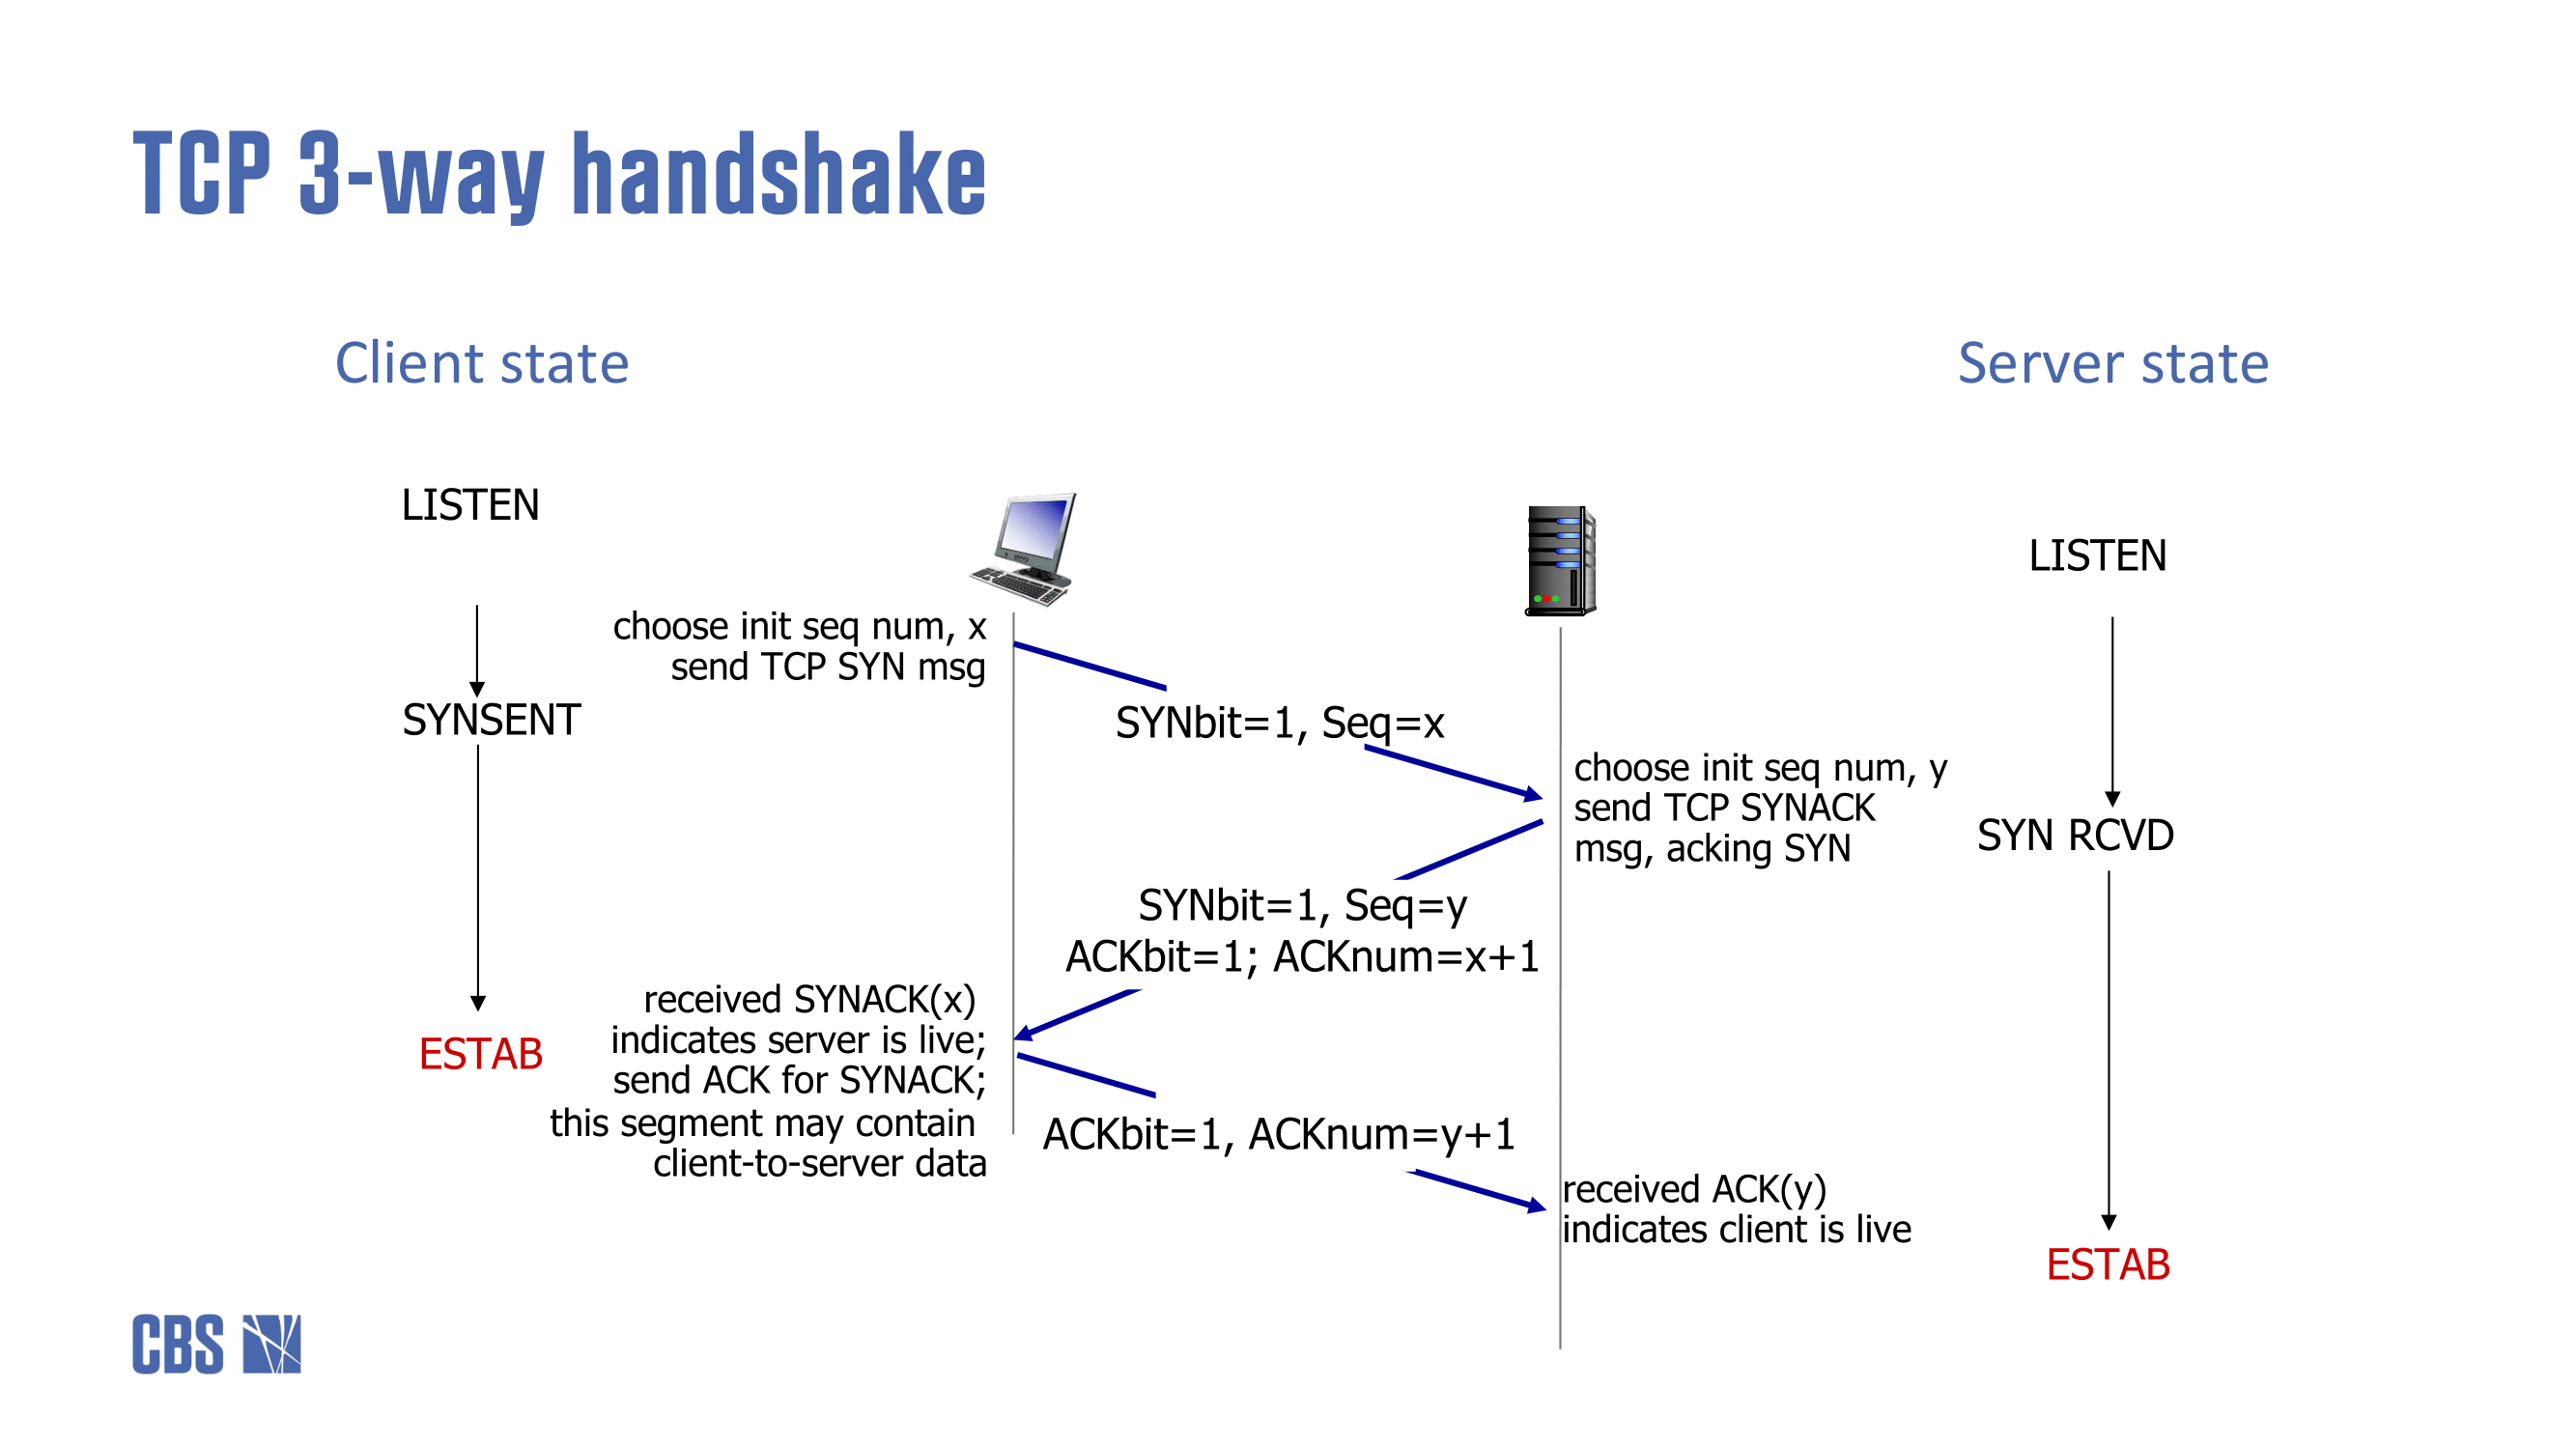 TCP 3-way handshake
Client state
Server state
LISTEN
LISTEN
choose init seq num, x
send TCP SYN msg
SYNSENT
SYNbit=1, Seq=x
choose init seq num, y
send TCP SYNACK
msg, acking SYN
SYN RCVD
SYNbit=1, Seq=y
ACKbit=1; ACKnum=x+1
received SYNACK(x)
indicates server is live;
send ACK for SYNACK;
this segment may contain
client-to-server data
ESTAB
ACKbit=1, ACKnum=y+1
received ACK(y)
indicates client is live
ESTAB
CBS